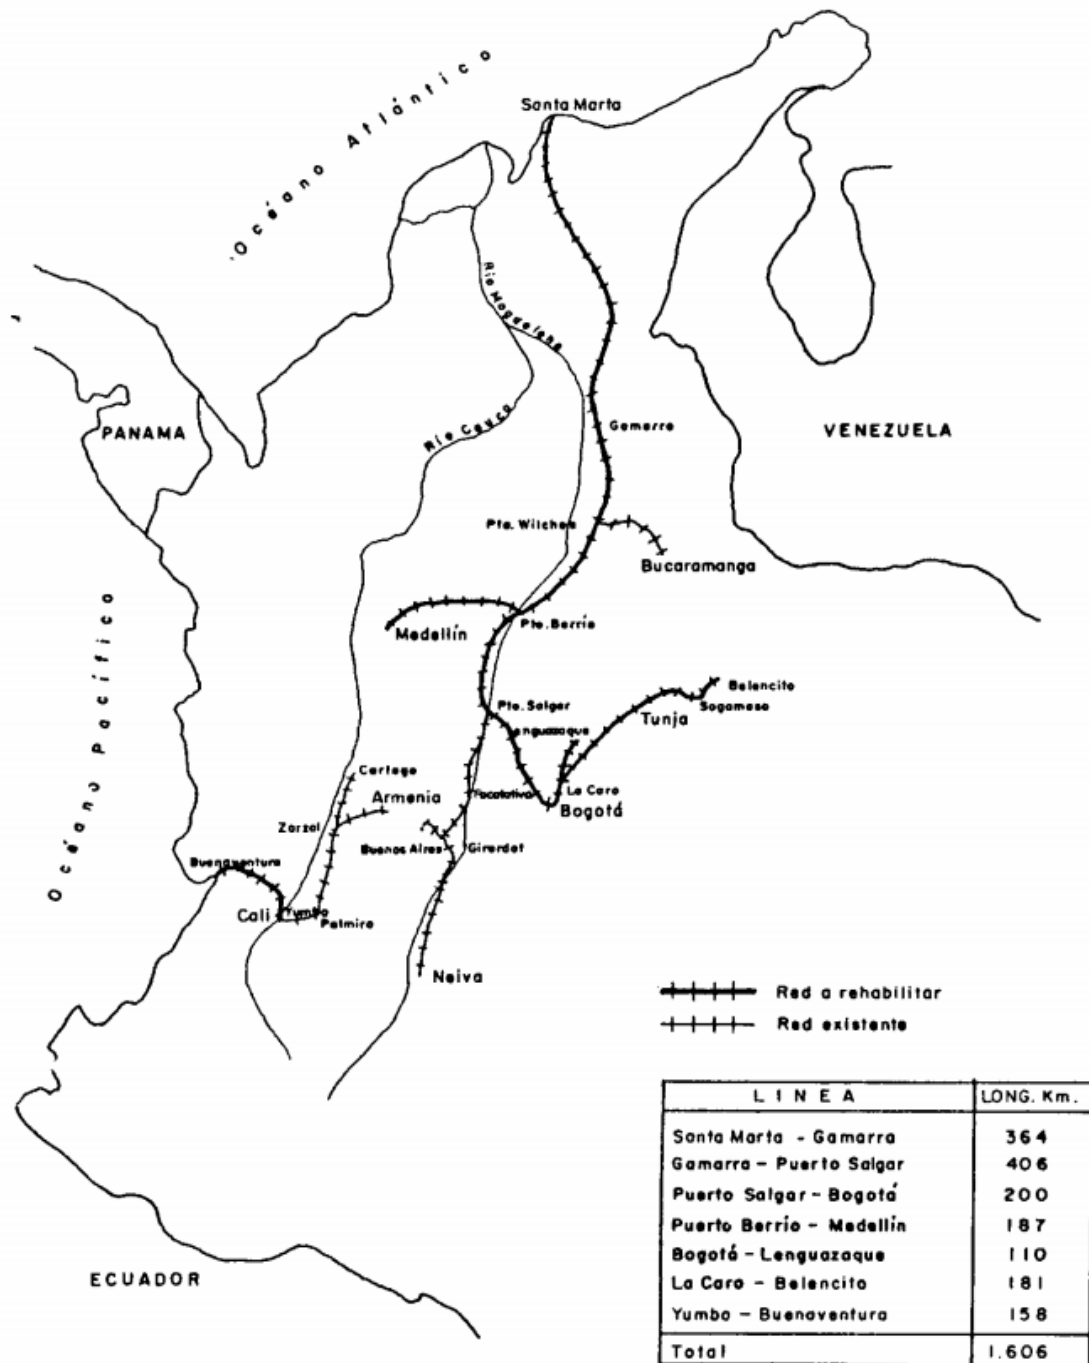 Océano Atlántico
Santa Marta
Río Magdalena
Río Cauca
PANAMA
Gamarra
VENEZUELA
Pto. Wilches
Bucaramanga
Océano Pacífico
Medellín
Pto. Berrío
Belencito
Sogamoso
Tunja
Pto. Salgar
Lenguazaque
Cartago
Armenia
La Caro
Bogotá
Zarzal
Buenos Aires
Girardot
Buenaventura
Cali
Yumbo
Palmira
Neiva
Red a rehabilitar
Red existente
LINEA LONG. Km.
Santa Marta - Gamarra 364
Gamarra - Puerto Salgar 406
Puerto Salgar - Bogotá 200
Puerto Berrío - Medellín 187
Bogotá - Lenguazaque 110
La Caro - Belencito 181
Yumbo - Buenaventura 158
Total 1.606
ECUADOR